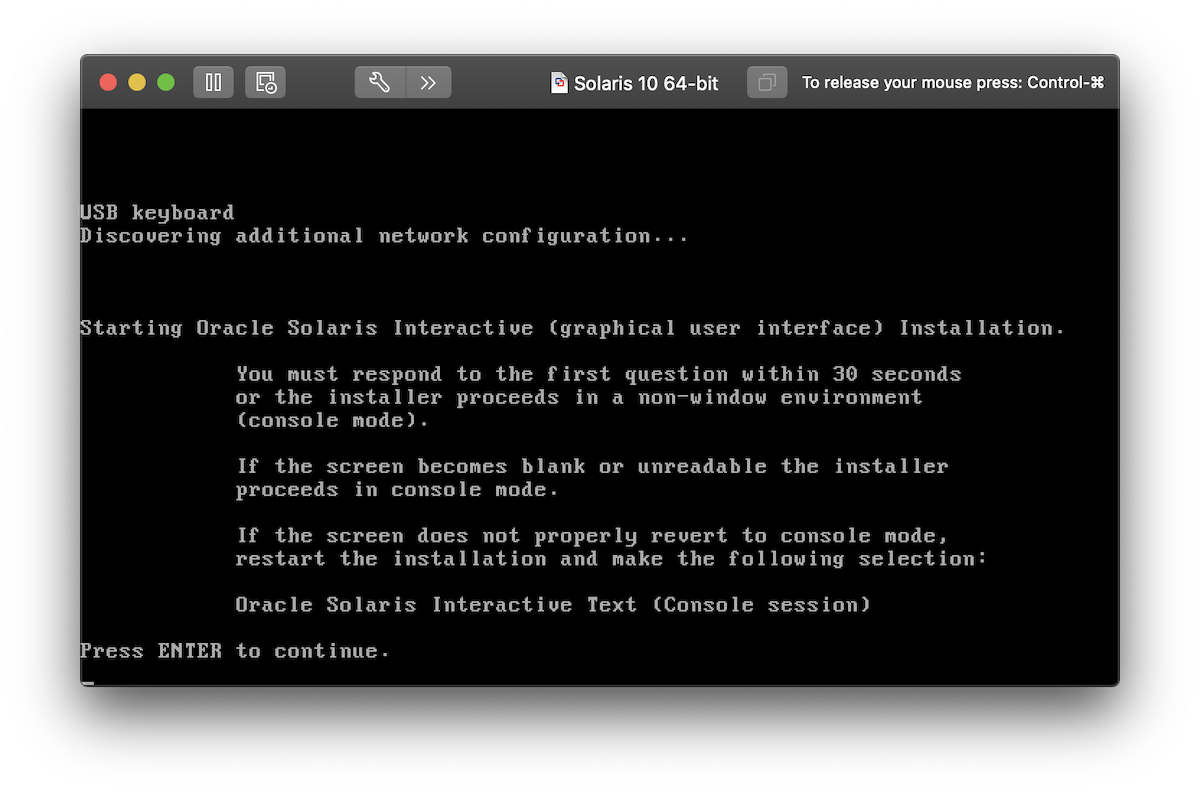 Solaris 10 64-bit
To release your mouse press: Control-⌘
USB keyboard
Discovering additional network configuration...
Starting Oracle Solaris Interactive (graphical user interface) Installation.
You must respond to the first question within 30 seconds
or the installer proceeds in a non-window environment
(console mode).
If the screen becomes blank or unreadable the installer
proceeds in console mode.
If the screen does not properly revert to console mode,
restart the installation and make the following selection:
Oracle Solaris Interactive Text (Console session)
Press ENTER to continue.